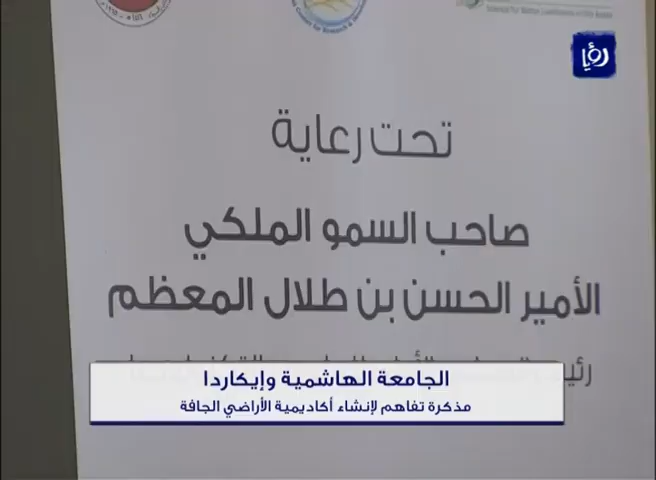 رؤيا
تحت رعاية
صاحب السمو الملكي
الأمير الحسن بن طلال المعظم
الجامعة الهاشمية وإيكاردا
مذكرة تفاهم لإنشاء أكاديمية الأراضي الجافة